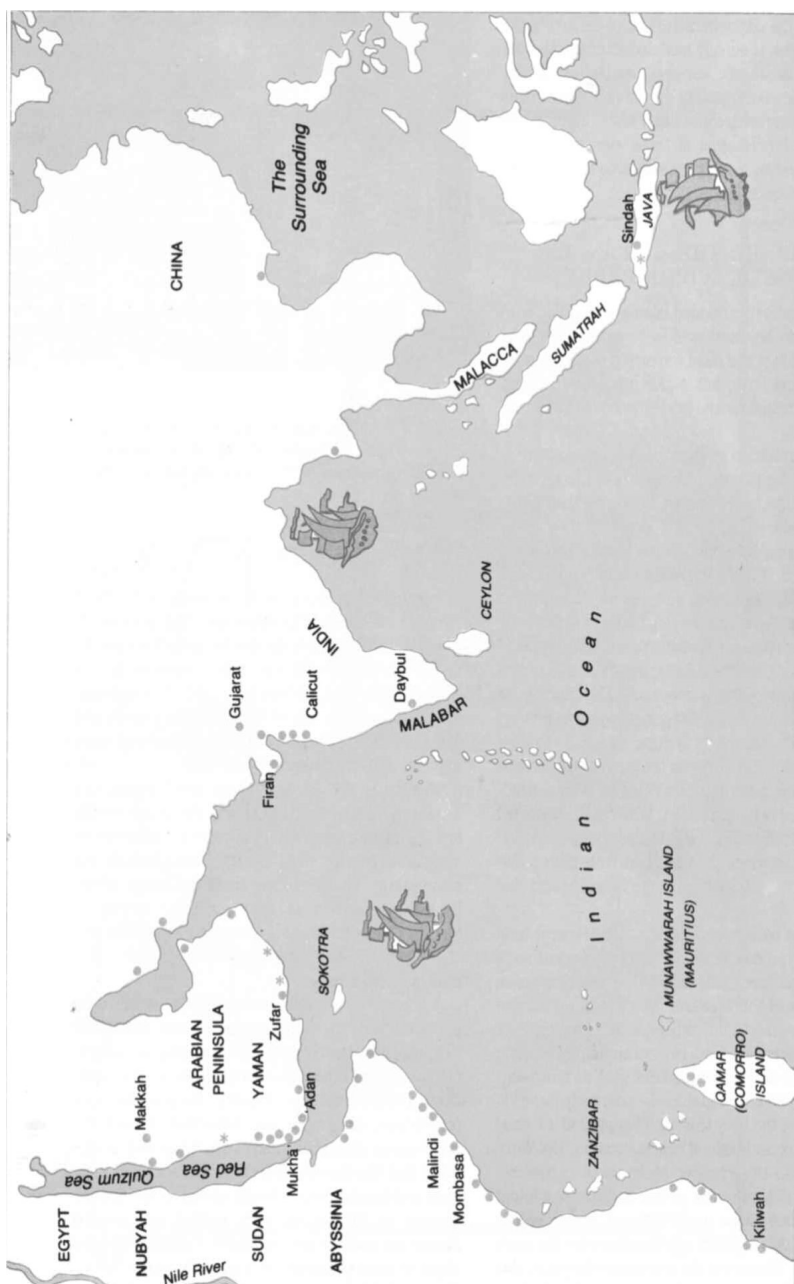 EGYPT
NUBYAH
Nile River
SUDAN
ABYSSINIA
Qulzum Sea
Red Sea
Makkah
ARABIAN
PENINSULA
YAMAN
Mukhā
Adan
Zufar
SOKOTRA
Malindi
Mombasa
ZANZIBAR
Kilwah
QAMAR
(COMORRO)
ISLAND
MUNAWWARAH ISLAND
(MAURITIUS)
Indian Ocean
Firan
Gujarat
Calicut
Daybul
MALABAR
INDIA
CEYLON
CHINA
The
Surrounding
Sea
MALACCA
SUMATRAH
Sindah
JAVA